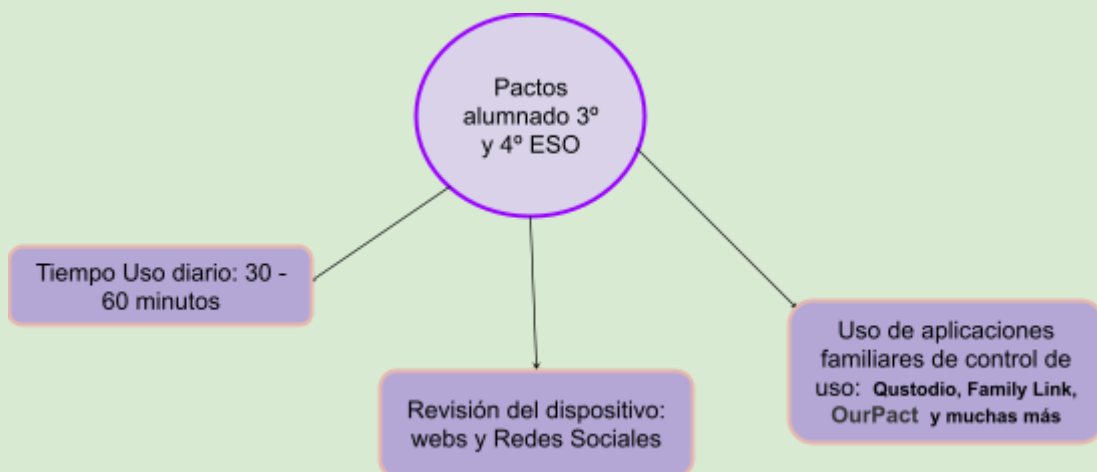 Pactos
alumnado 3º
y 4º ESO
Tiempo Uso diario: 30 -
60 minutos
Revisión del dispositivo:
webs y Redes Sociales
Uso de aplicaciones
familiares de control de
uso: Qustodio, Family Link,
OurPact y muchas más